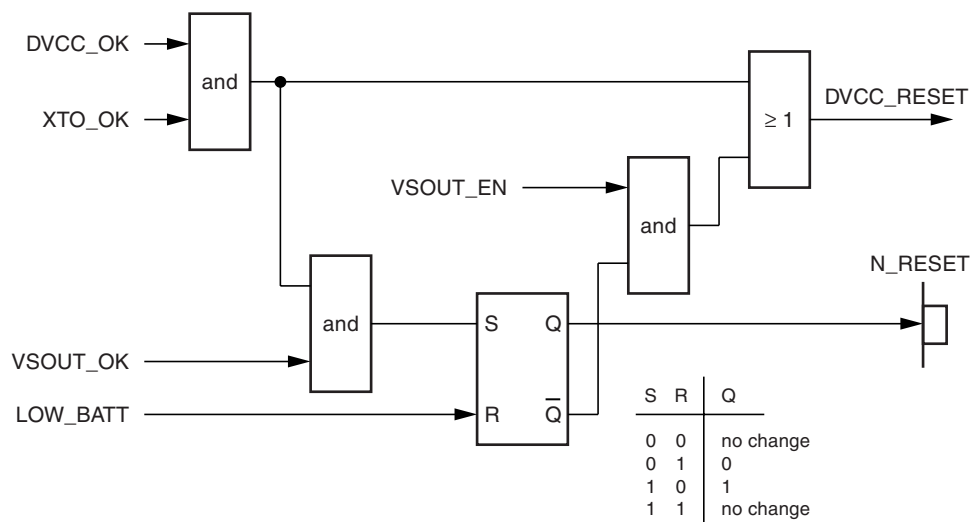 DVCC_OK
XTO_OK
and
≥ 1
DVCC_RESET
VSOUT_EN
and
N_RESET
and
VSOUT_OK
LOW_BATT
S Q
R Q̅
S R Q
0 0 no change
0 1 0
1 0 1
1 1 no change